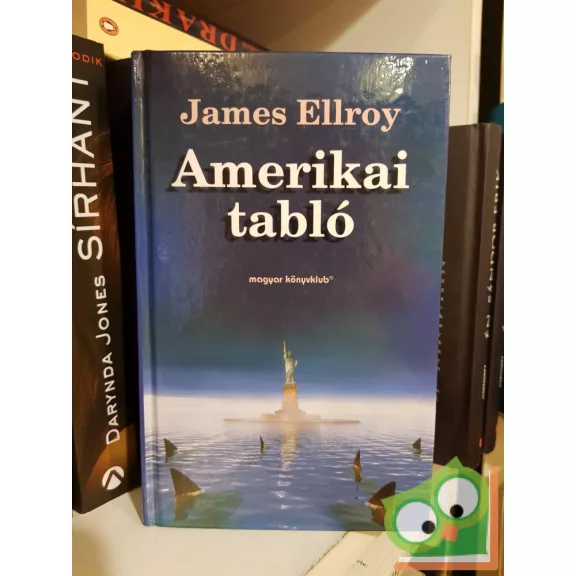 James Ellroy
Amerikai
tabló
magyar könyvklub®
DARYNDA JONES
SÍRHANT